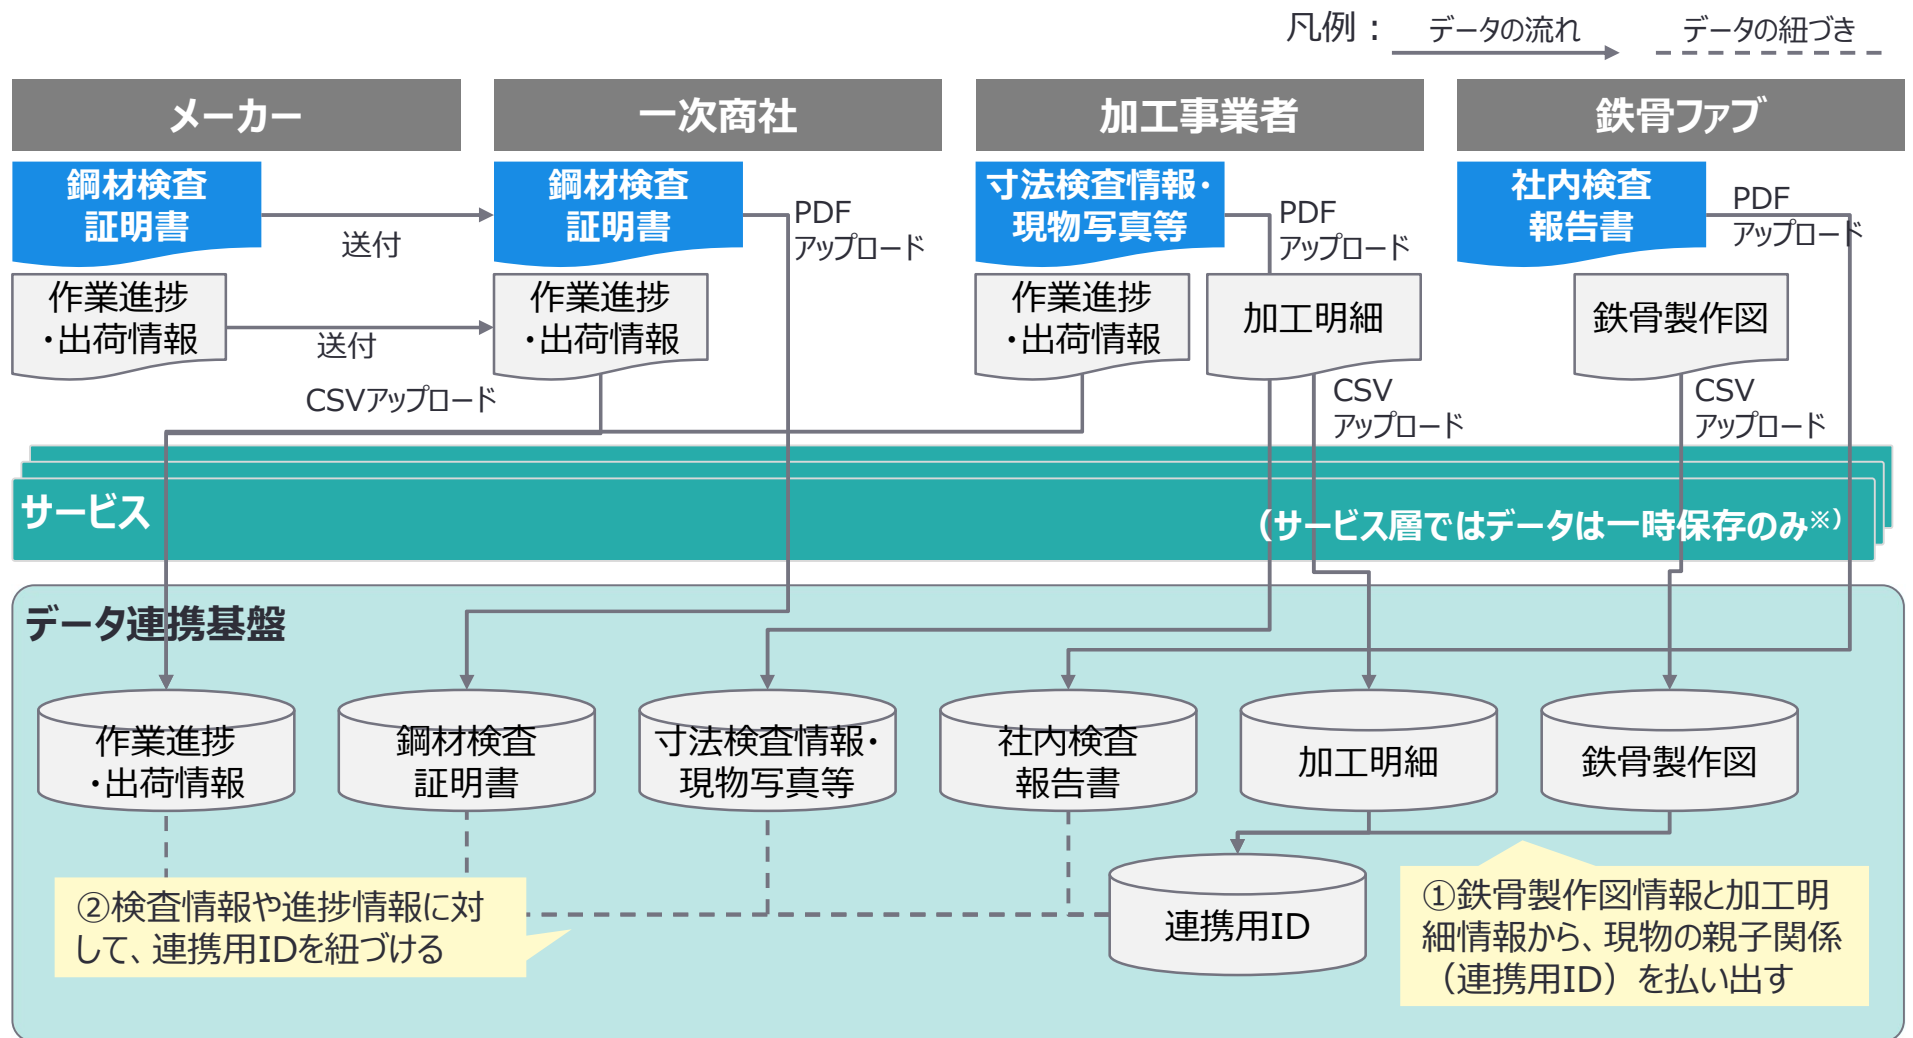 凡例：
データの流れ
データの紐づき
メーカー
一次商社
加工事業者
鉄骨ファブ
鋼材検査
証明書
送付
鋼材検査
証明書
PDF
アップロード
寸法検査情報・
現物写真等
PDF
アップロード
社内検査
報告書
PDF
アップロード
作業進捗
・出荷情報
送付
作業進捗
・出荷情報
作業進捗
・出荷情報
加工明細
鉄骨製作図
CSVアップロード
CSV
アップロード
CSV
アップロード
サービス
（サービス層ではデータは一時保存のみ※）
データ連携基盤
作業進捗
・出荷情報
鋼材検査
証明書
寸法検査情報・
現物写真等
社内検査
報告書
加工明細
鉄骨製作図
②検査情報や進捗情報に対
して、連携用IDを紐づける
連携用ID
①鉄骨製作図情報と加工明
細情報から、現物の親子関係
（連携用ID）を払い出す